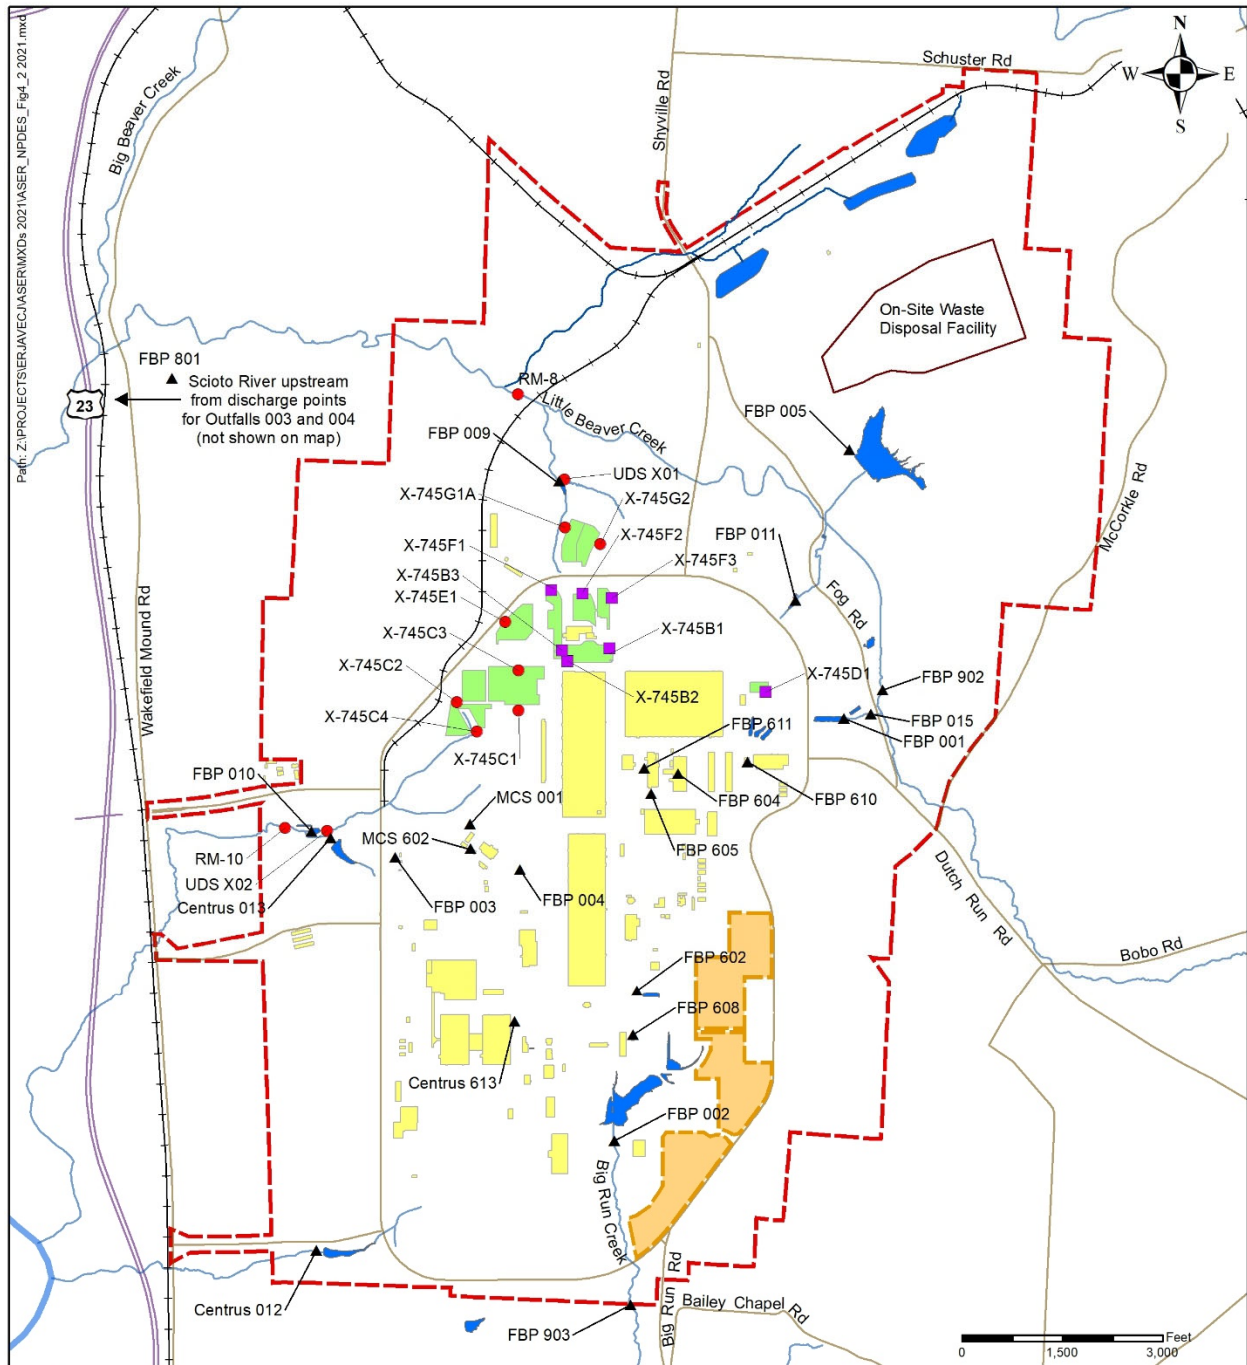 Path: Z:\PROJECTS\ERJAVECJ\ASER\MXDs 2021\ASER_NPDES_Fig4_2 2021.mxd
N
W
E
S
Schuster Rd
Shyville Rd
Big Beaver Creek
On-Site Waste
Disposal Facility
FBP 801
Scioto River upstream
from discharge points
for Outfalls 003 and 004
(not shown on map)
23
RM-8
Little Beaver Creek
FBP 005
FBP 009
UDS X01
McCorkle Rd
X-745G1A
X-745G2
X-745F2
FBP 011
X-745F1
X-745F3
X-745B3
X-745E1
Fog Rd
X-745C3
X-745B1
Wakefield Mound Rd
X-745C2
X-745D1
FBP 902
X-745B2
X-745C4
FBP 015
FBP 611
FBP 001
X-745C1
FBP 010
FBP 604
FBP 610
MCS 001
MCS 602
FBP 605
RM-10
UDS X02
Centrus 013
FBP 003
FBP 004
Dutch Run Rd
Bobo Rd
FBP 602
FBP 608
Centrus 613
FBP 002
Big Run Creek
Big Run Rd
Bailey Chapel Rd
Centrus 012
FBP 903
Feet
0
1,500
3,000